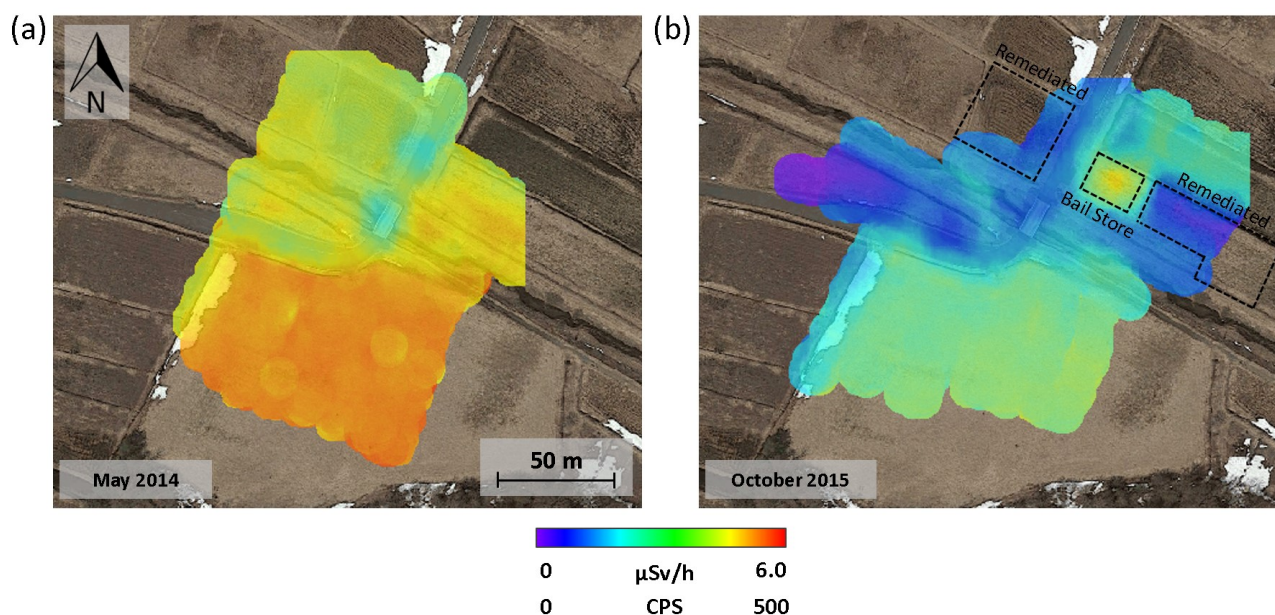 (a)
N
May 2014
50 m
(b)
Remediated
Remediated
Bail Store
October 2015
0 μSv/h 6.0
0 CPS 500